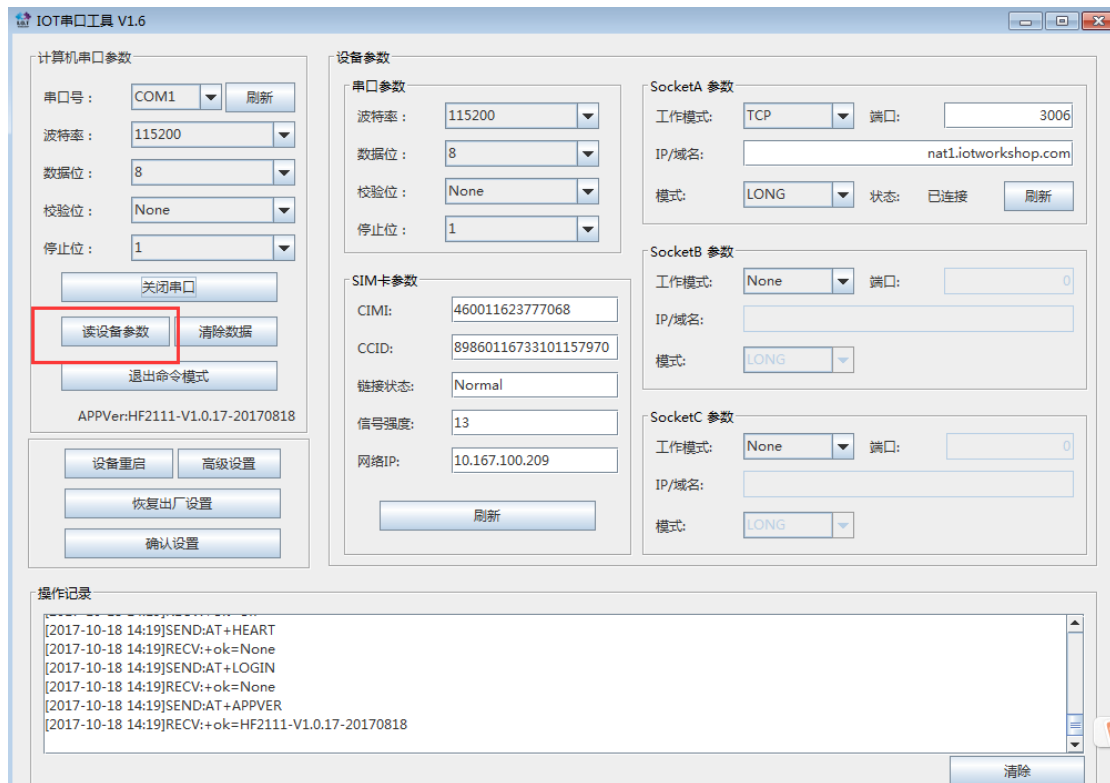 IOT串口工具 V1.6
计算机串口参数
串口号：
COM1
刷新
波特率：
115200
数据位：
8
校验位：
None
停止位：
1
关闭串口
读设备参数
清除数据
退出命令模式
APPVer:HF2111-V1.0.17-20170818
设备重启
高级设置
恢复出厂设置
确认设置
设备参数
串口参数
波特率：
115200
数据位：
8
校验位：
None
停止位：
1
SIM卡参数
CIMI:
460011623777068
CCID:
89860116733101157970
链接状态:
Normal
信号强度:
13
网络IP:
10.167.100.209
刷新
SocketA 参数
工作模式:
TCP
端口:
3006
IP/域名:
nat1.iotworkshop.com
模式:
LONG
状态:
已连接
刷新
SocketB 参数
工作模式:
None
端口:
0
IP/域名:
模式:
LONG
SocketC 参数
工作模式:
None
端口:
0
IP/域名:
模式:
LONG
操作记录
[2017-10-18 14:19]SEND:AT+HEART
[2017-10-18 14:19]RECV:+ok=None
[2017-10-18 14:19]SEND:AT+LOGIN
[2017-10-18 14:19]RECV:+ok=None
[2017-10-18 14:19]SEND:AT+APPVER
[2017-10-18 14:19]RECV:+ok=HF2111-V1.0.17-20170818
清除